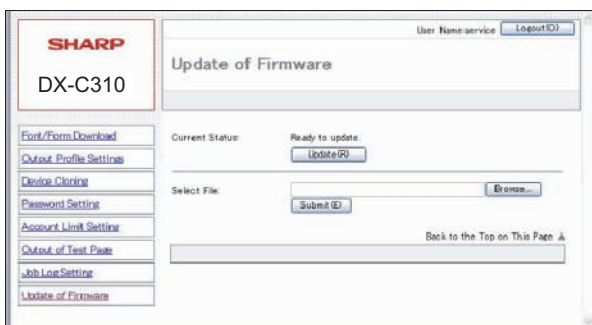 User Name:service Logout(O)
SHARP
DX-C310
Update of Firmware
Font/Form Download
Output Profile Settings
Device Cloning
Password Setting
Account Limit Setting
Output of Test Page
Job Log Setting
Update of Firmware
Current Status: Ready to update.
Update(R)
Select File: Browse...
Submit(E)
Back to the Top on This Page